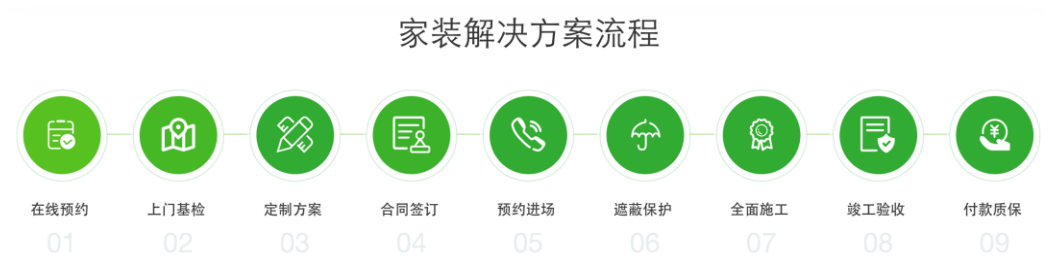 家装解决方案流程
在线预约 上门基检 定制方案 合同签订 预约进场 遮蔽保护 全面施工 竣工验收 付款质保
01 02 03 04 05 06 07 08 09